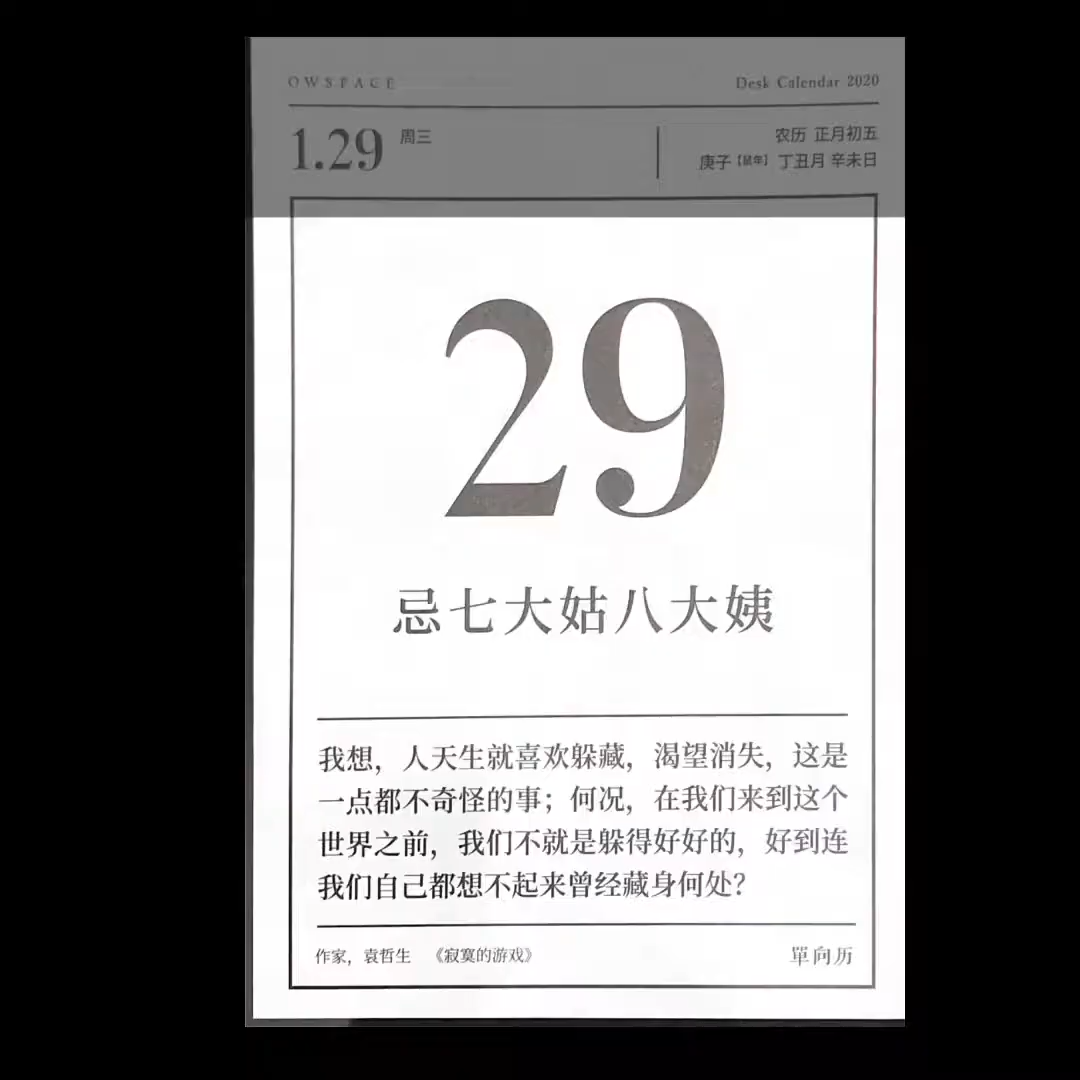 OWSPACE
Desk Calendar 2020
1.29 周三
农历 正月初五
庚子【鼠年】丁丑月 辛未日
29
忌七大姑八大姨
我想，人天生就喜欢躲藏，渴望消失，这是
一点都不奇怪的事；何况，在我们来到这个
世界之前，我们不就是躲得好好的，好到连
我们自己都想不起来曾经藏身何处？
作家，袁哲生 《寂寞的游戏》
單向历